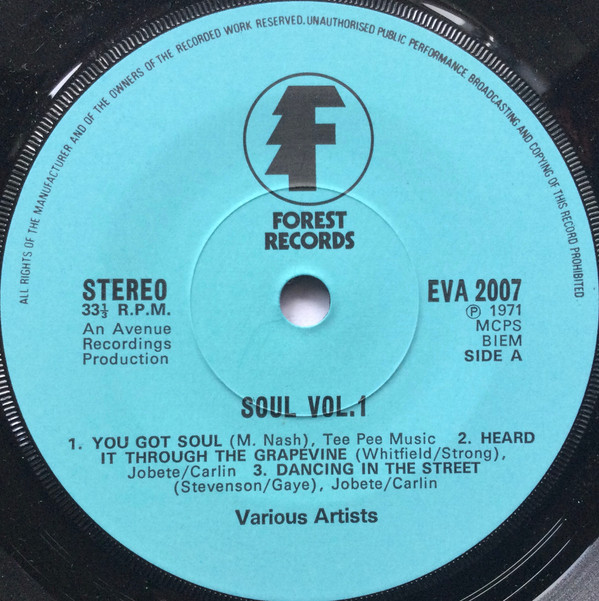 ALL RIGHTS OF THE MANUFACTURER AND OF THE OWNERS OF THE RECORDED WORK RESERVED. UNAUTHORISED PUBLIC PERFORMANCE BROADCASTING AND COPYING OF THIS RECORD PROHIBITED
F
FOREST
RECORDS
STEREO
33⅓ R.P.M.
An Avenue
Recordings
Production
EVA 2007
℗ 1971
MCPS
BIEM
SIDE A
SOUL VOL.1
1. YOU GOT SOUL (M. Nash), Tee Pee Music 2. HEARD
IT THROUGH THE GRAPEVINE (Whitfield/Strong),
Jobete/Carlin 3. DANCING IN THE STREET
(Stevenson/Gaye), Jobete/Carlin
Various Artists